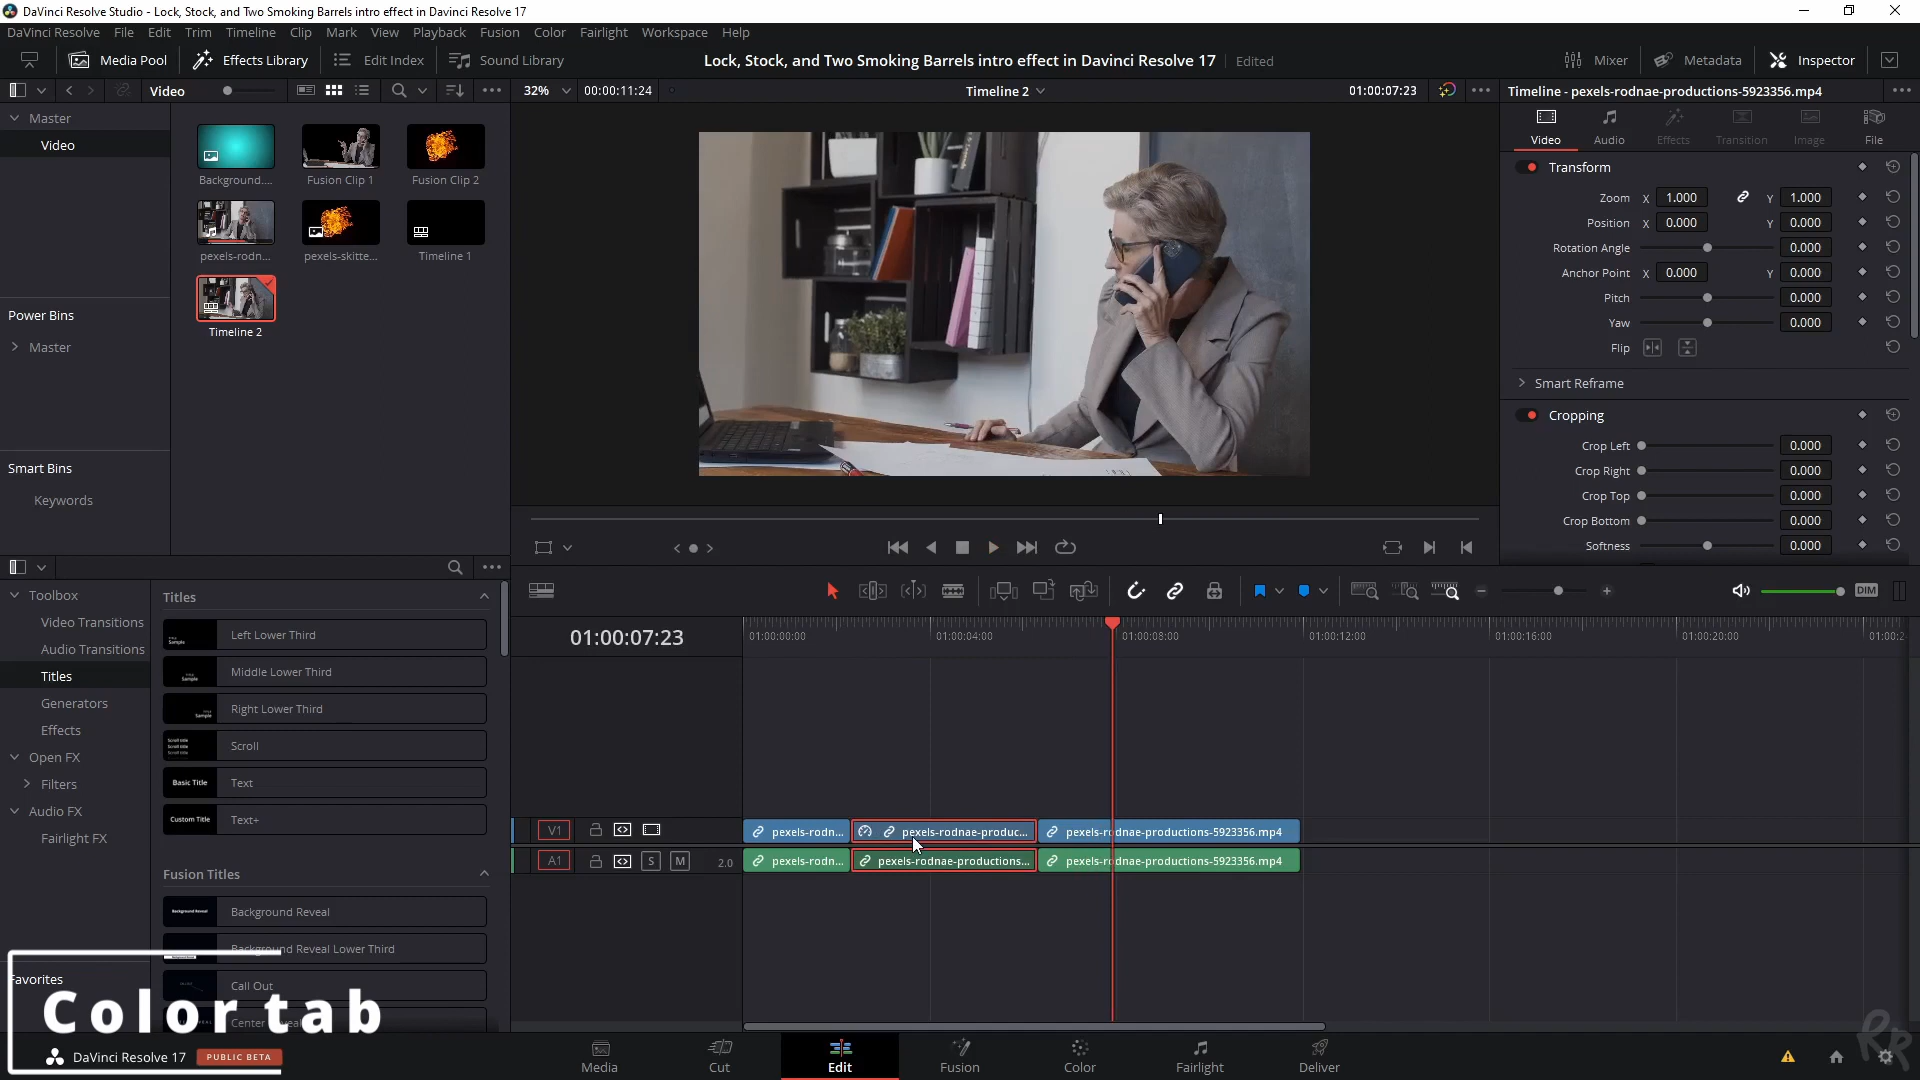 DaVinci Resolve Studio - Lock, Stock, and Two Smoking Barrels intro effect in Davinci Resolve 17
DaVinci Resolve File Edit Trim Timeline Clip Mark View Playback Fusion Color Fairlight Workspace Help
Media Pool Effects Library Edit Index Sound Library Lock, Stock, and Two Smoking Barrels intro effect in Davinci Resolve 17 Edited Mixer Metadata Inspector
Video 32% 00:00:11:24 Timeline 2 01:00:07:23 Timeline - pexels-rodnae-productions-5923356.mp4
Master
Video
Background....
Fusion Clip 1
Fusion Clip 2
pexels-rodn...
pexels-skitte...
Timeline 1
Timeline 2
Power Bins
Master
Smart Bins
Keywords
Video Audio Effects Transition Image File
Transform
Zoom X 1.000 Y 1.000
Position X 0.000 Y 0.000
Rotation Angle 0.000
Anchor Point X 0.000 Y 0.000
Pitch 0.000
Yaw 0.000
Flip
Smart Reframe
Cropping
Crop Left 0.000
Crop Right 0.000
Crop Top 0.000
Crop Bottom 0.000
Softness 0.000
DIM
Toolbox
Video Transitions
Audio Transitions
Titles
Generators
Effects
Open FX
Filters
Audio FX
Fairlight FX
Favorites
Titles
Left Lower Third
Middle Lower Third
Right Lower Third
Scroll
Basic Title Text
Custom Title Text+
Fusion Titles
Background Reveal Background Reveal
Background Reveal Lower Third
Call Out
01:00:07:23 01:00:00:00 01:00:04:00 01:00:08:00 01:00:12:00 01:00:16:00 01:00:20:00 01:00:2
V1 pexels-rodn... pexels-rodnae-produc... pexels-rodnae-productions-5923356.mp4
A1 S M 2.0 pexels-rodn... pexels-rodnae-productions... pexels-rodnae-productions-5923356.mp4
Color tab
DaVinci Resolve 17 PUBLIC BETA
Media Cut Edit Fusion Color Fairlight Deliver
RR